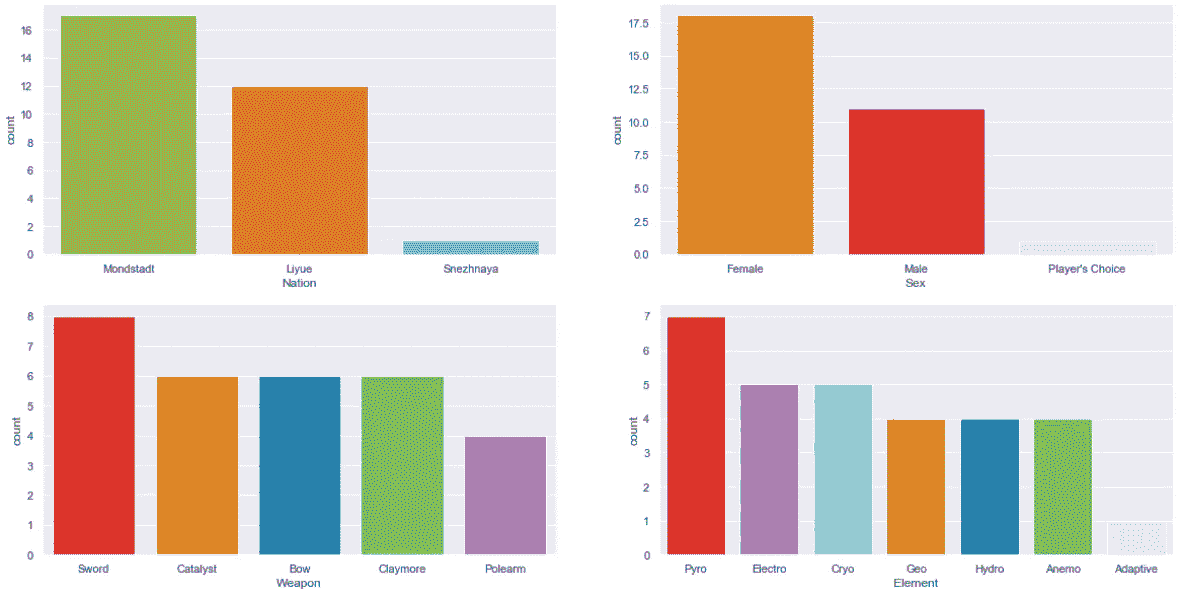 count
16
14
12
10
8
6
4
2
0
Mondstadt Liyue Snezhnaya
Nation
count
17.5
15.0
12.5
10.0
7.5
5.0
2.5
0.0
Female Male Player's Choice
Sex
count
8
7
6
5
4
3
2
1
0
Sword Catalyst Bow Claymore Polearm
Weapon
count
7
6
5
4
3
2
1
0
Pyro Electro Cryo Geo Hydro Anemo Adaptive
Element